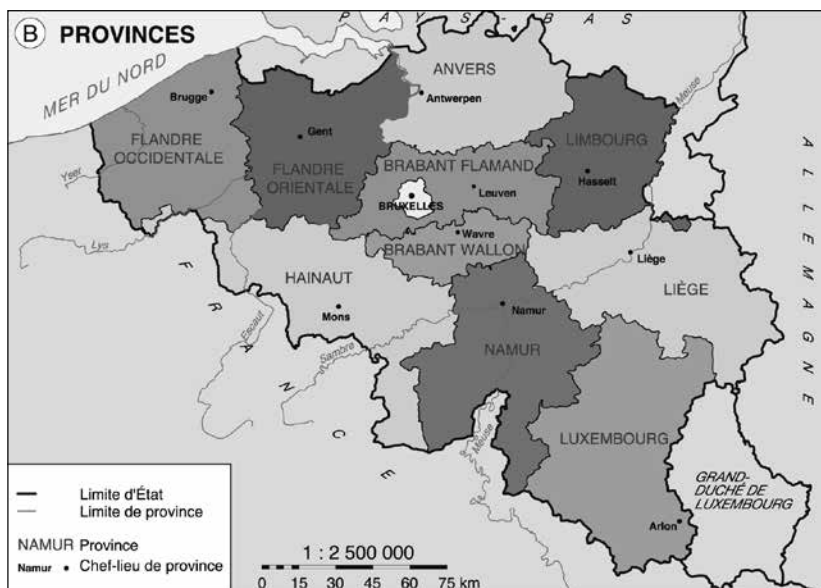 B PROVINCES
PAYS-BAS
MER DU NORD
ANVERS
Meuse
Brugge
Antwerpen
Gent
LIMBOURG
FLANDRE
OCCIDENTALE
BRABANT FLAMAND
FLANDRE
ORIENTALE
Yser
Hasselt
Leuven
BRUXELLES
ALLEMAGNE
Lys
Wavre
BRABANT WALLON
Liège
HAINAUT
LIÈGE
FRANCE
Mons
Namur
Escaut
Sambre
NAMUR
Meuse
LUXEMBOURG
GRAND-
DUCHÉ DE
LUXEMBOURG
Arlon
Limite d'État
Limite de province
NAMUR Province
Namur • Chef-lieu de province
1 : 2 500 000
0 15 30 45 60 75 km